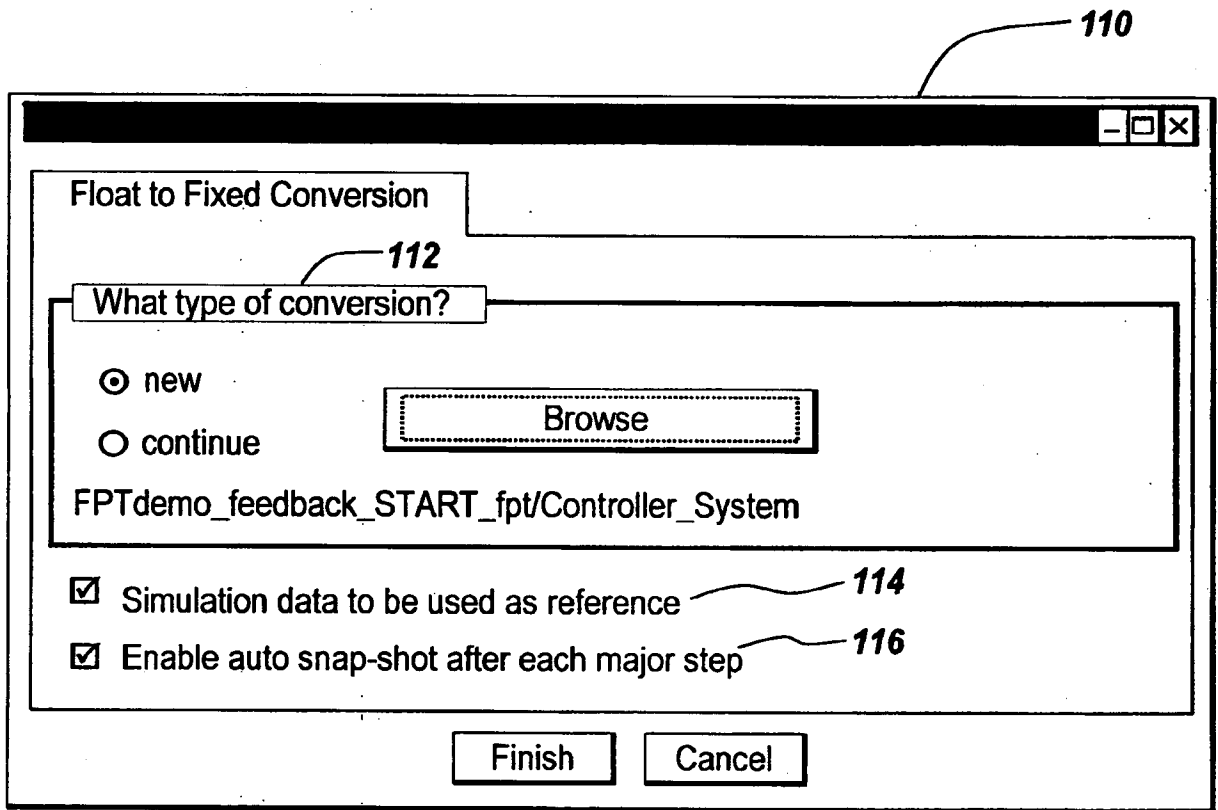 110
Float to Fixed Conversion
112
What type of conversion?
new
Browse
continue
FPTdemo_feedback_START_fpt/Controller_System
Simulation data to be used as reference 114
Enable auto snap-shot after each major step 116
Finish Cancel